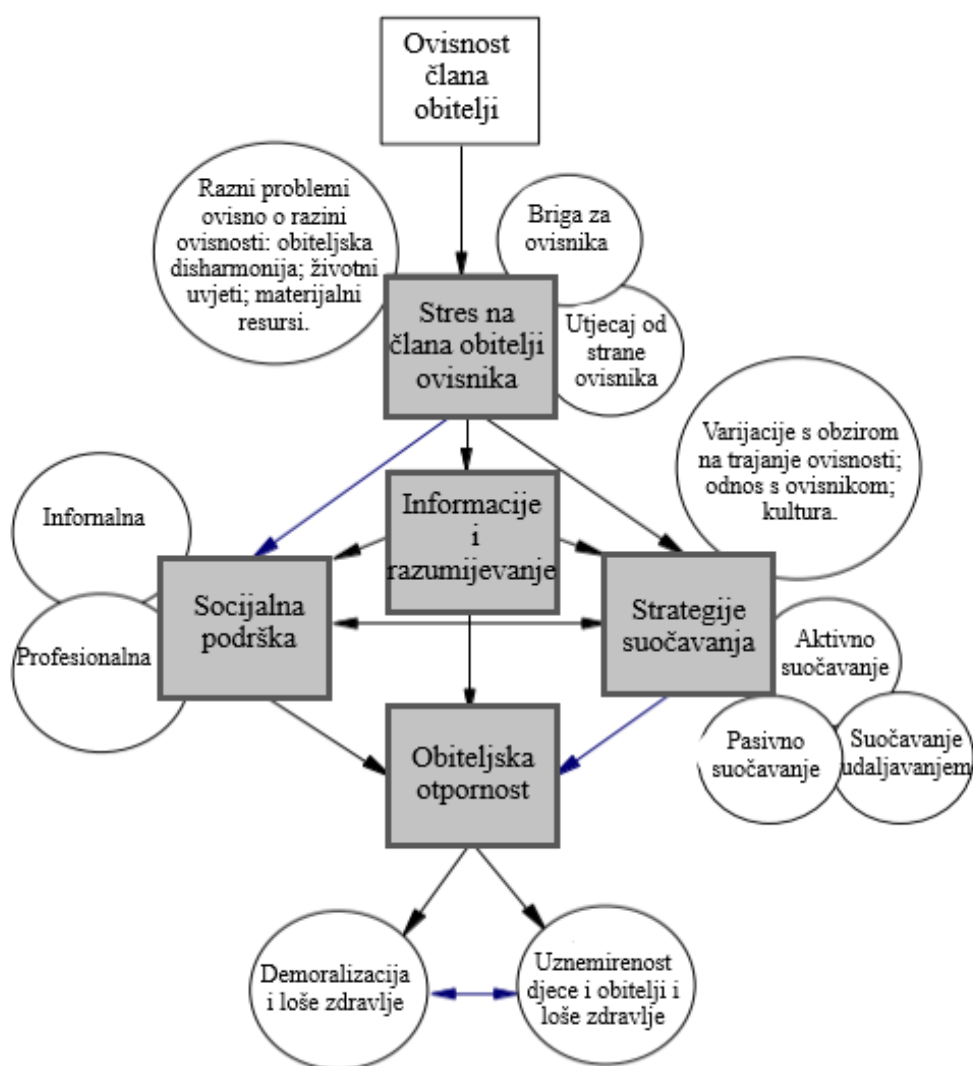 Ovisnost
člana
obitelji
Razni problemi
ovisno o razini
ovisnosti: obiteljska
disharmonija; životni
uvjeti; materijalni
resursi.
Briga za
ovisnika
Stres na
člana obitelji
ovisnika
Utjecaj od
strane
ovisnika
Varijacije s obzirom
na trajanje ovisnosti;
odnos s ovisnikom;
kultura.
Infornalna
Informacije
i
razumijevanje
Socijalna
podrška
Strategije
suočavanja
Profesionalna
Aktivno
suočavanje
Pasivno
suočavanje
Suočavanje
udaljavanjem
Obiteljska
otpornost
Demoralizacija
i loše zdravlje
Uznemirenost
djece i obitelji i
loše zdravlje